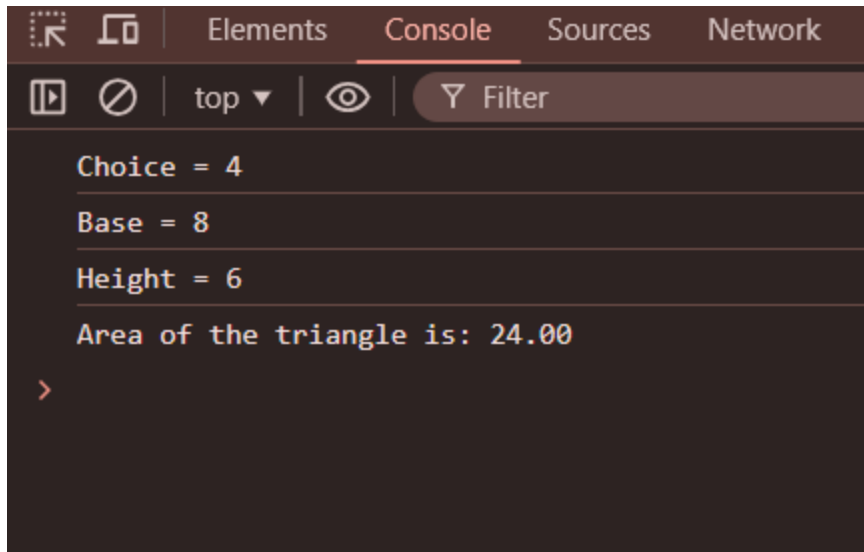 Elements Console Sources Network
top Filter
Choice = 4
Base = 8
Height = 6
Area of the triangle is: 24.00